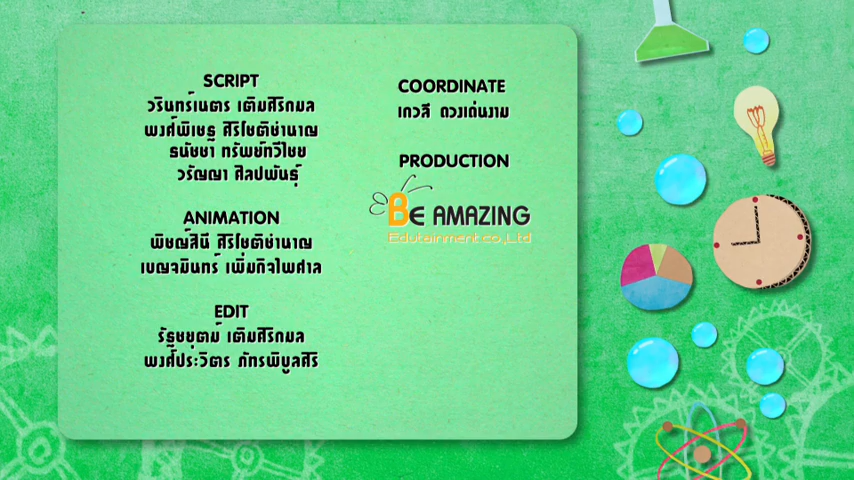 SCRIPT
วรินทร์เนตร เติมศิริกมล
พงศ์พิเชฐ ศิริโชติชำนาญ
ธนัชชา ทรัพย์ทวีไชย
วรัญญา ศิลปพันธุ์
ANIMATION
พิชญ์สินี ศิริโชติชำนาญ
เบญจมินทร์ เพิ่มกิจไพศาล
EDIT
รัฐชยุตม์ เติมศิริกมล
พงศ์ประวิตร ภัทรพิบูลสิริ
COORDINATE
เกวลี ดวงเด่นงาม
PRODUCTION
BE AMAZING
Edutainment co.,Ltd